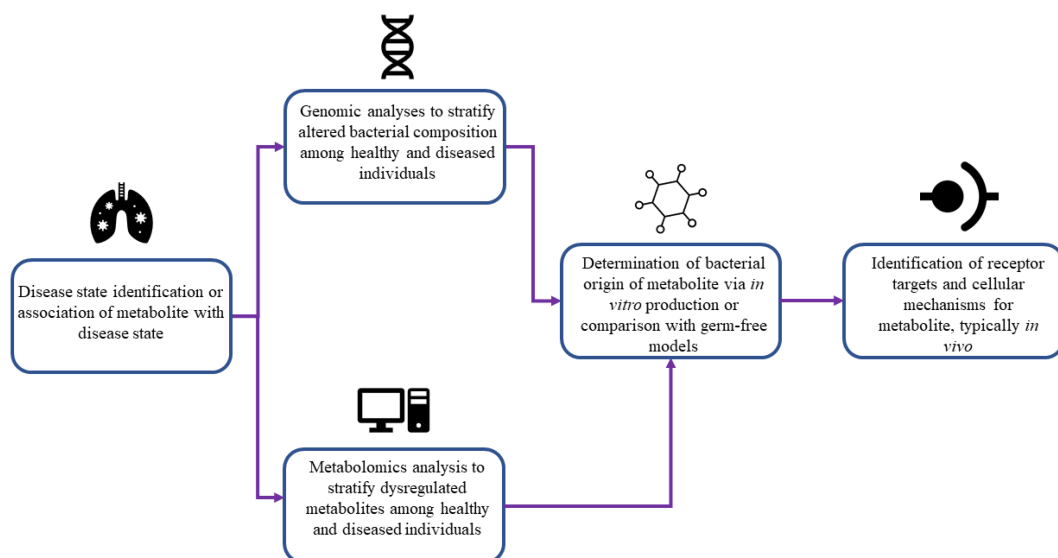 Genomic analyses to stratify
altered bacterial composition
among healthy and diseased
individuals
Disease state identification or
association of metabolite with
disease state
Determination of bacterial
origin of metabolite via in
vitro production or
comparison with germ-free
models
Identification of receptor
targets and cellular
mechanisms for
metabolite, typically in
vivo
Metabolomics analysis to
stratify dysregulated
metabolites among healthy
and diseased individuals